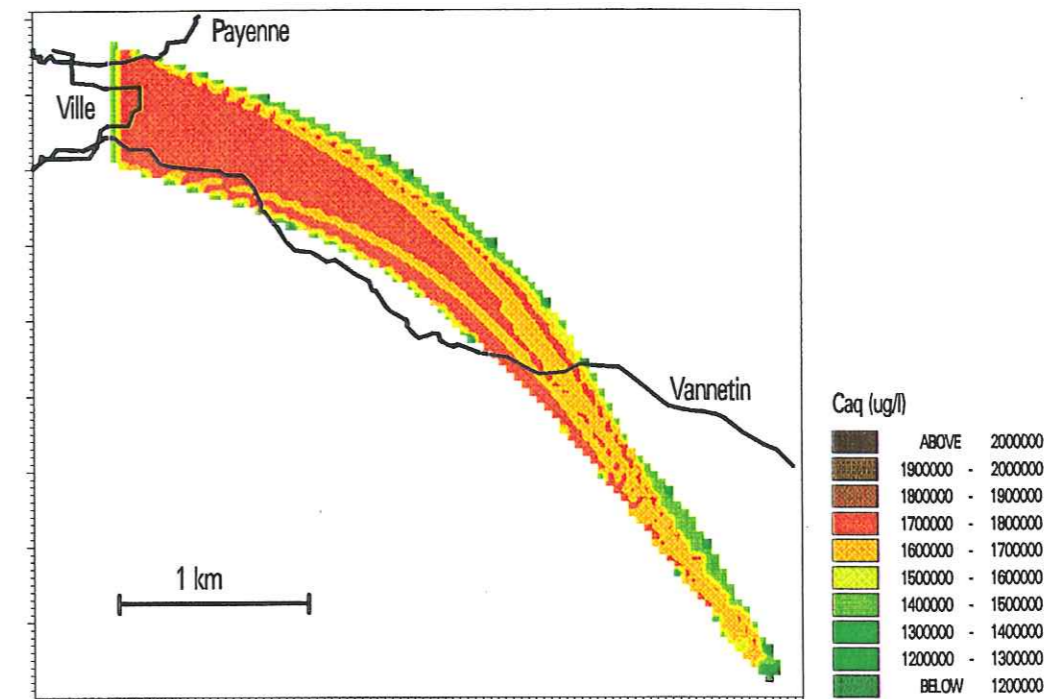 Payenne
Ville
Vannetin
1 km
Caq (ug/l)
ABOVE 2000000
1900000 - 2000000
1800000 - 1900000
1700000 - 1800000
1600000 - 1700000
1500000 - 1600000
1400000 - 1500000
1300000 - 1400000
1200000 - 1300000
BELOW 1200000